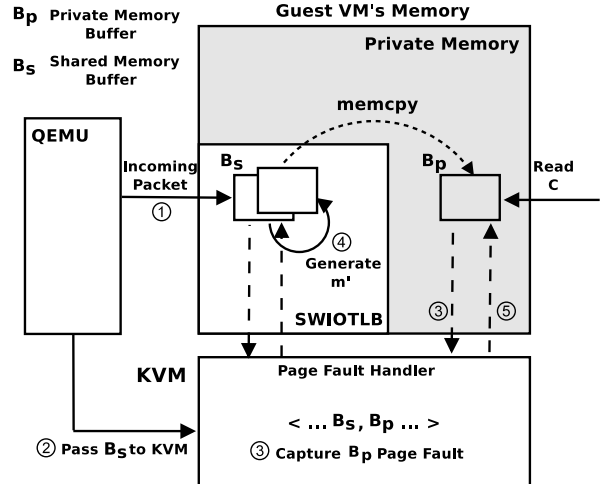 Guest VM's Memory
Bp Private Memory
Buffer
Bs Shared Memory
Buffer
Private Memory
QEMU
memcpy
Incoming
Packet
①
Bs
Bp
Read
C
④
Generate
m'
③
⑤
SWIOTLB
KVM
Page Fault Handler
< ... Bs, Bp ... >
② Pass Bs to KVM
③ Capture Bp Page Fault